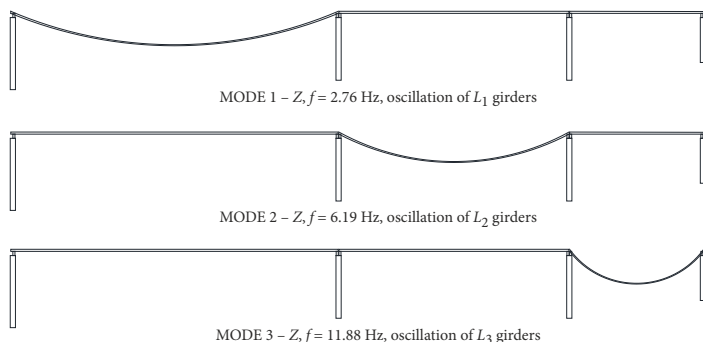 MODE 1 – Z, f = 2.76 Hz, oscillation of L1 girders
MODE 2 – Z, f = 6.19 Hz, oscillation of L2 girders
MODE 3 – Z, f = 11.88 Hz, oscillation of L3 girders